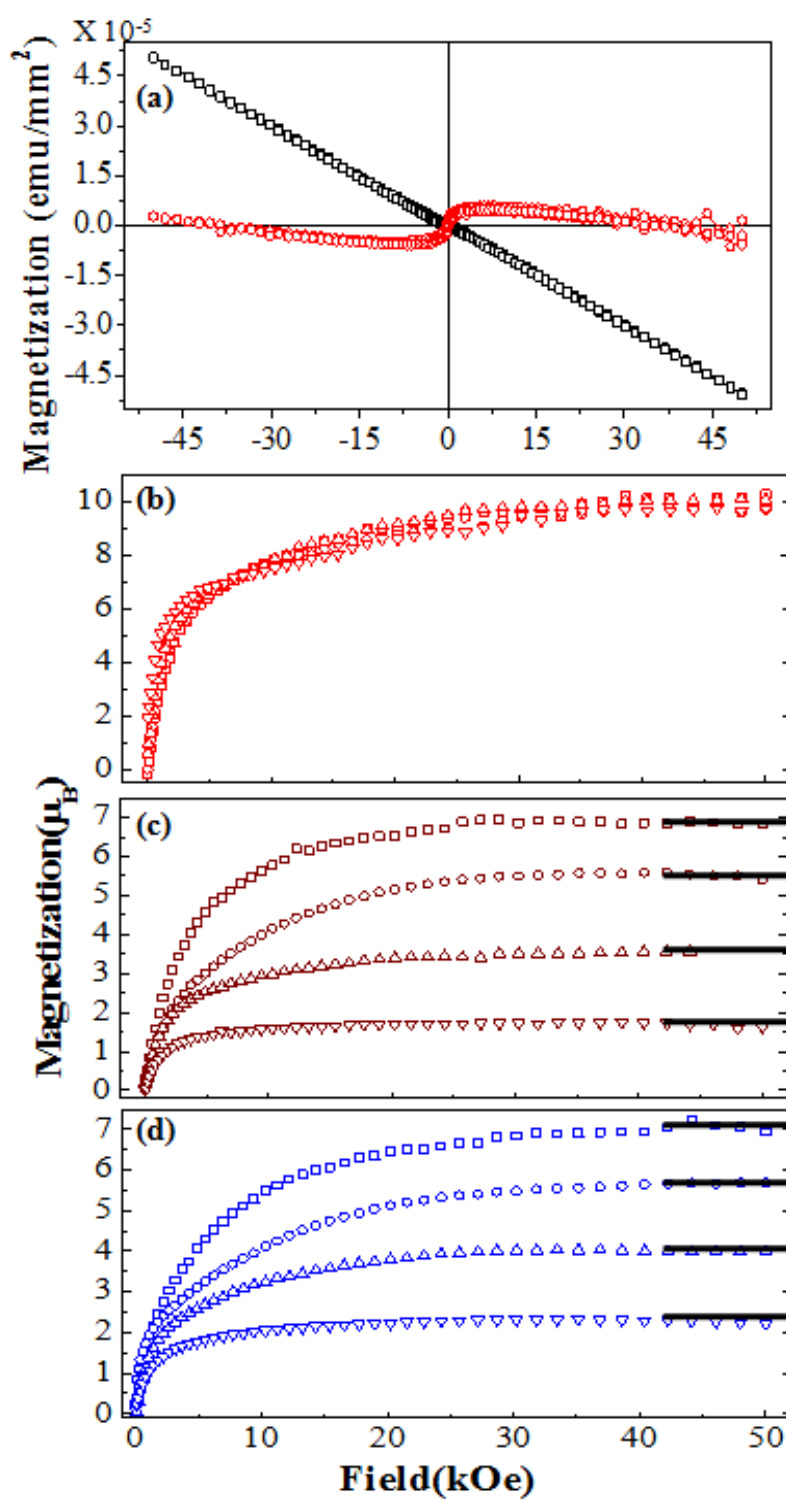 X 10-5
Magnetization (emu/mm2)
(a)
4.5
3.0
1.5
0.0
-1.5
-3.0
-4.5
-45 -30 -15 0 15 30 45
(b)
10
8
6
4
2
0
Magnetization(μB)
(c)
7
6
5
4
3
2
1
0
(d)
7
6
5
4
3
2
1
0
0 10 20 30 40 50
Field(kOe)